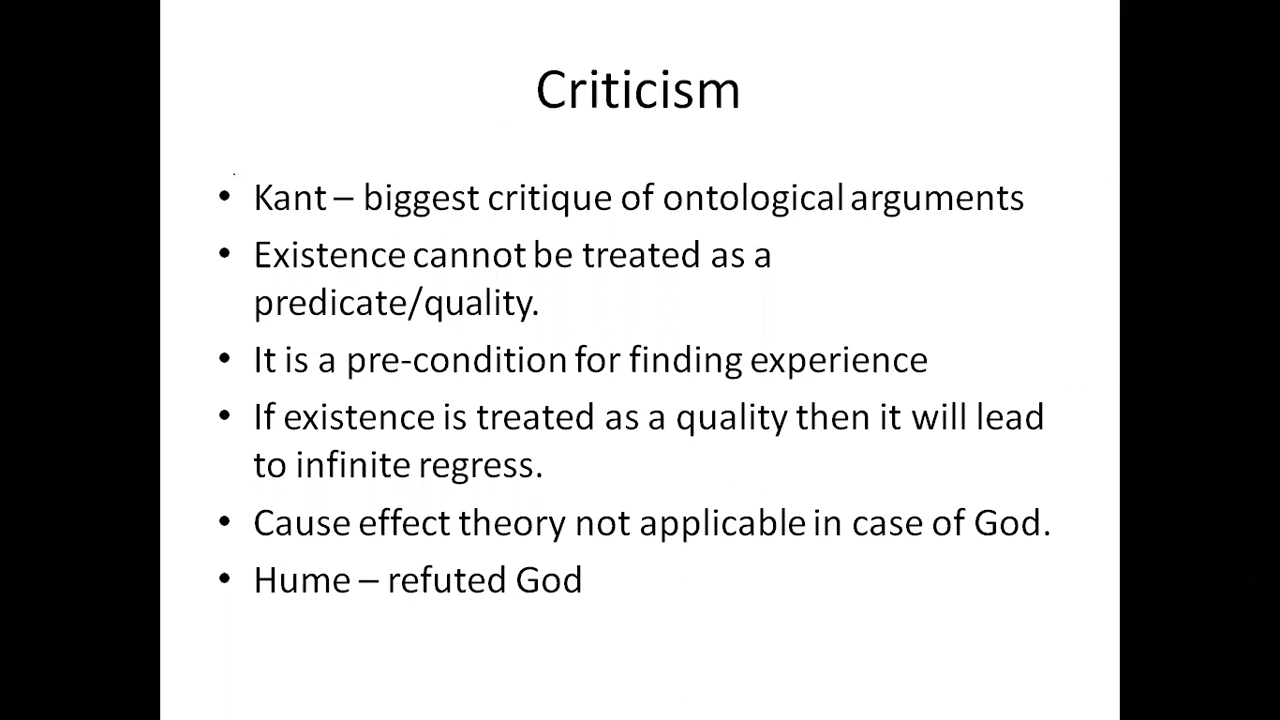 Criticism
• Kant – biggest critique of ontological arguments
• Existence cannot be treated as a
predicate/quality.
• It is a pre-condition for finding experience
• If existence is treated as a quality then it will lead
to infinite regress.
• Cause effect theory not applicable in case of God.
• Hume – refuted God